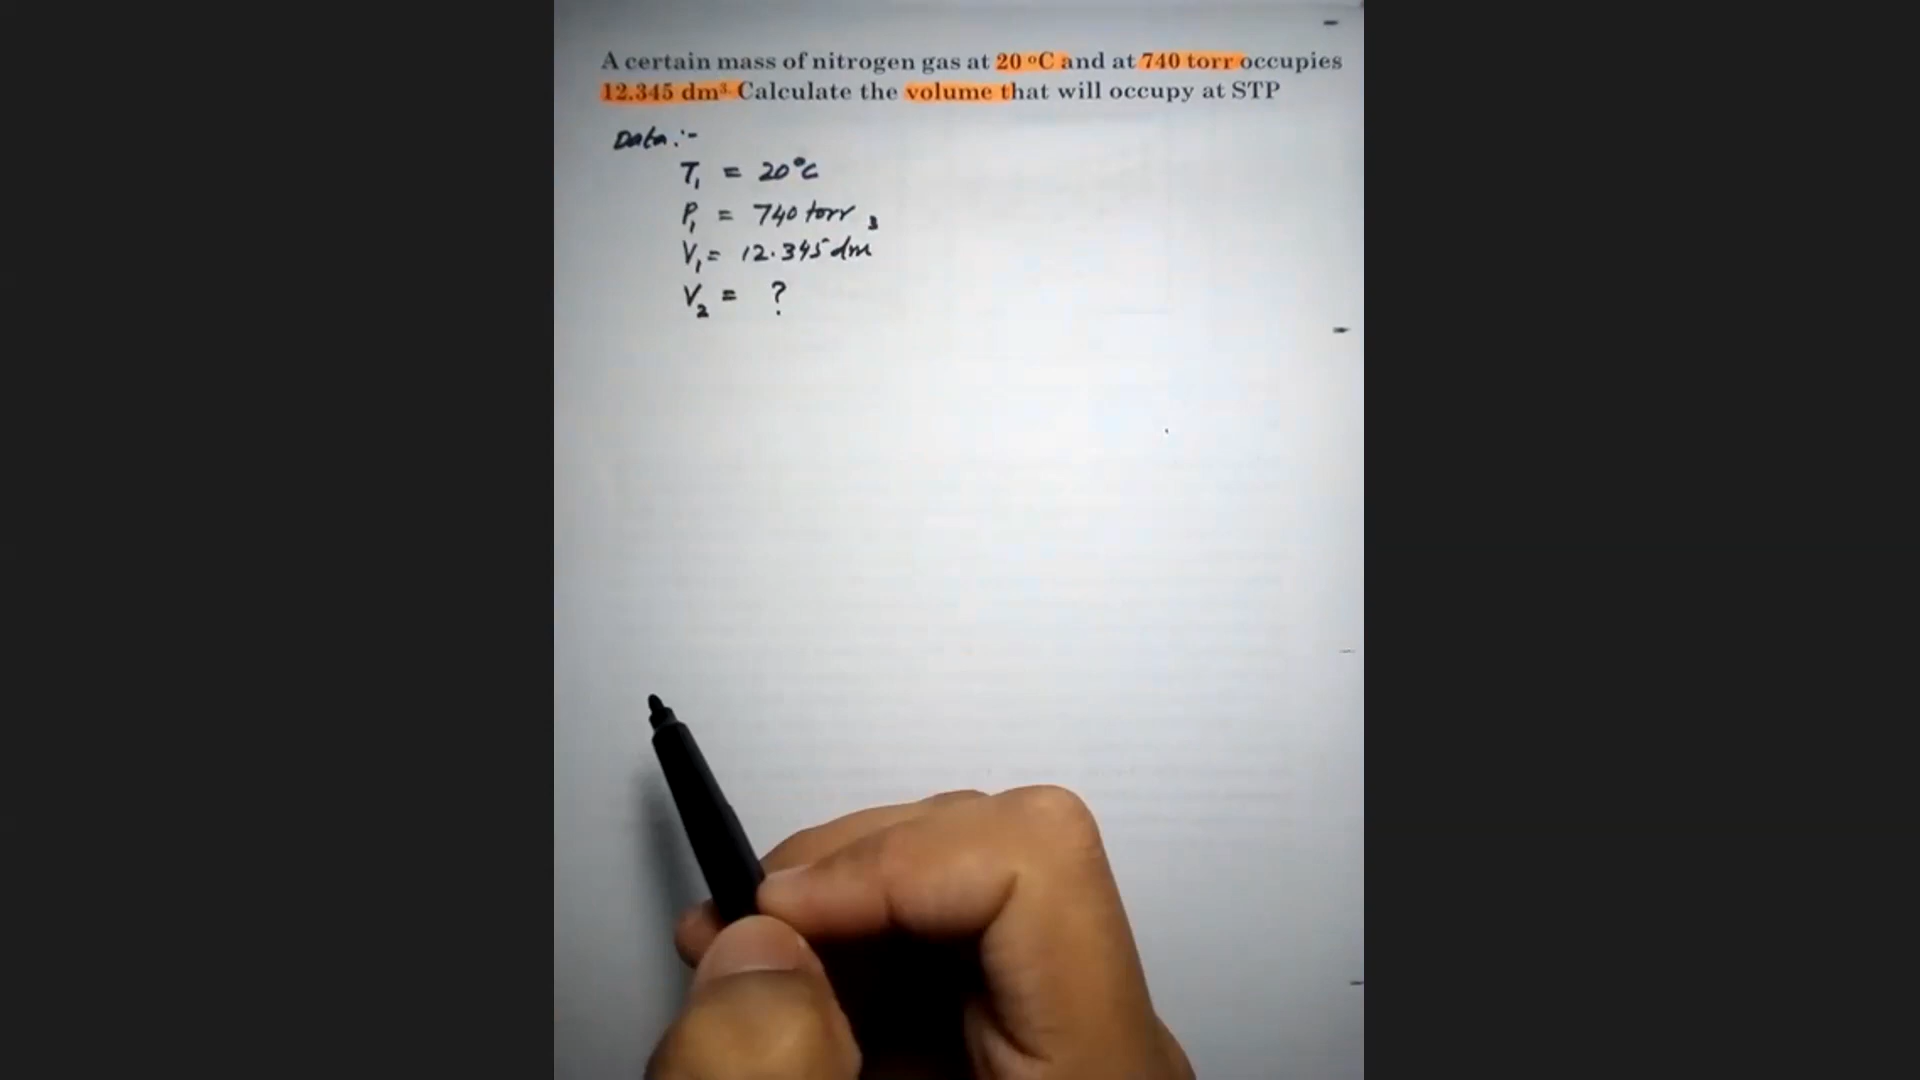 A certain mass of nitrogen gas at 20 ºC and at 740 torr occupies
12.345 dm³ Calculate the volume that will occupy at STP
Data:-
T₁ = 20°C
P₁ = 740 torr
V₁ = 12.345 dm³
V₂ = ?